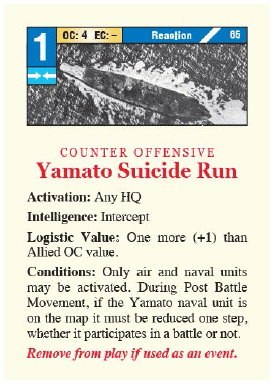 1
OC: 4 EC: –
Reaction
65
COUNTER OFFENSIVE
Yamato Suicide Run
Activation: Any HQ
Intelligence: Intercept
Logistic Value: One more (+1) than
Allied OC value.
Conditions: Only air and naval units
may be activated. During Post Battle
Movement, if the Yamato naval unit is
on the map it must be reduced one step,
whether it participates in a battle or not.
Remove from play if used as an event.